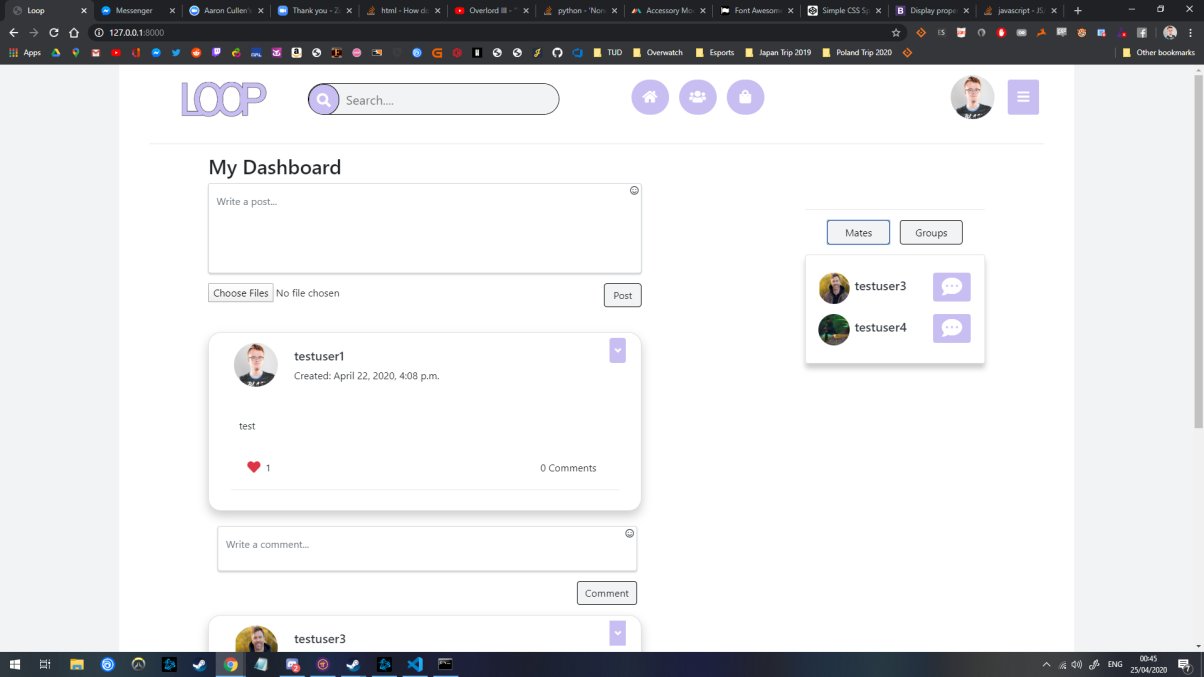 Loop
Messenger
Aaron Cullen's
Thank you - Z
html - How do
Overlord III - "
python - 'Non
Accessory Mo
Font Awesome
Simple CSS Sp
Display prope
javascript - JS
127.0.0.1:8000
Apps
TUD
Overwatch
Esports
Japan Trip 2019
Poland Trip 2020
Other bookmarks
LOOP
Search....
My Dashboard
Write a post...
Choose Files No file chosen
Post
Mates
Groups
testuser3
testuser4
testuser1
Created: April 22, 2020, 4:08 p.m.
test
1
0 Comments
Write a comment...
Comment
testuser3
ENG
00:45
25/04/2020